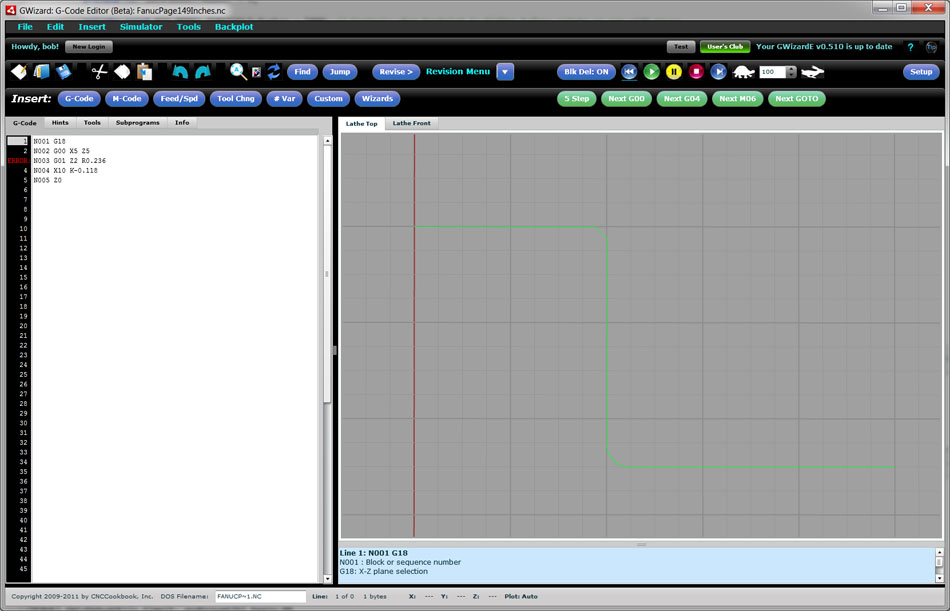 GWizard: G-Code Editor (Beta): FanucPage149Inches.nc
File Edit Insert Simulator Tools Backplot
Howdy, bob! New Login Test User's Club Your GWizardE v0.510 is up to date ?
Find Jump Revise > Revision Menu Blk Del: ON 100 Setup
Insert: G-Code M-Code Feed/Spd Tool Chng # Var Custom Wizards 5 Step Next G00 Next G04 Next M06 Next GOTO
G-Code Hints Tools Subprograms Info Lathe Top Lathe Front
1 N001 G18
2 N002 G00 X5 Z5
ERROR N003 G01 Z2 R0.236
4 N004 X10 K-0.118
5 N005 Z0
6
7
8
9
10
11
12
13
14
15
16
17
18
19
20
21
22
23
24
25
26
27
28
29
30
31
32
33
34
35
36
37
38
39
40
41
42
43
44
45
Line 1: N001 G18
N001 : Block or sequence number
G18: X-Z plane selection
Copyright 2009-2011 by CNCCookbook, Inc. DOS Filename: FANUCP~1.NC Line: 1 of 0 1 bytes X: --- Y: --- Z: --- Plot: Auto